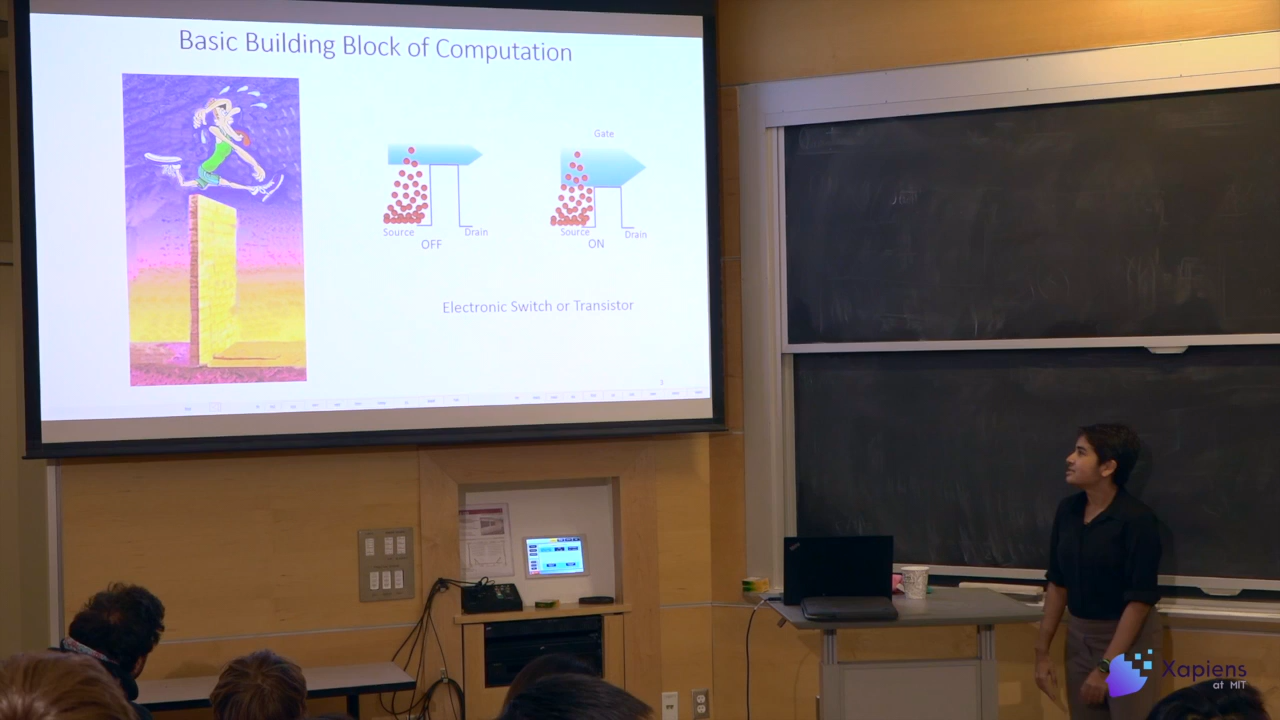 Basic Building Block of Computation
Gate
Source
Drain
OFF
Source
Drain
ON
Electronic Switch or Transistor
Xapiens
at MIT